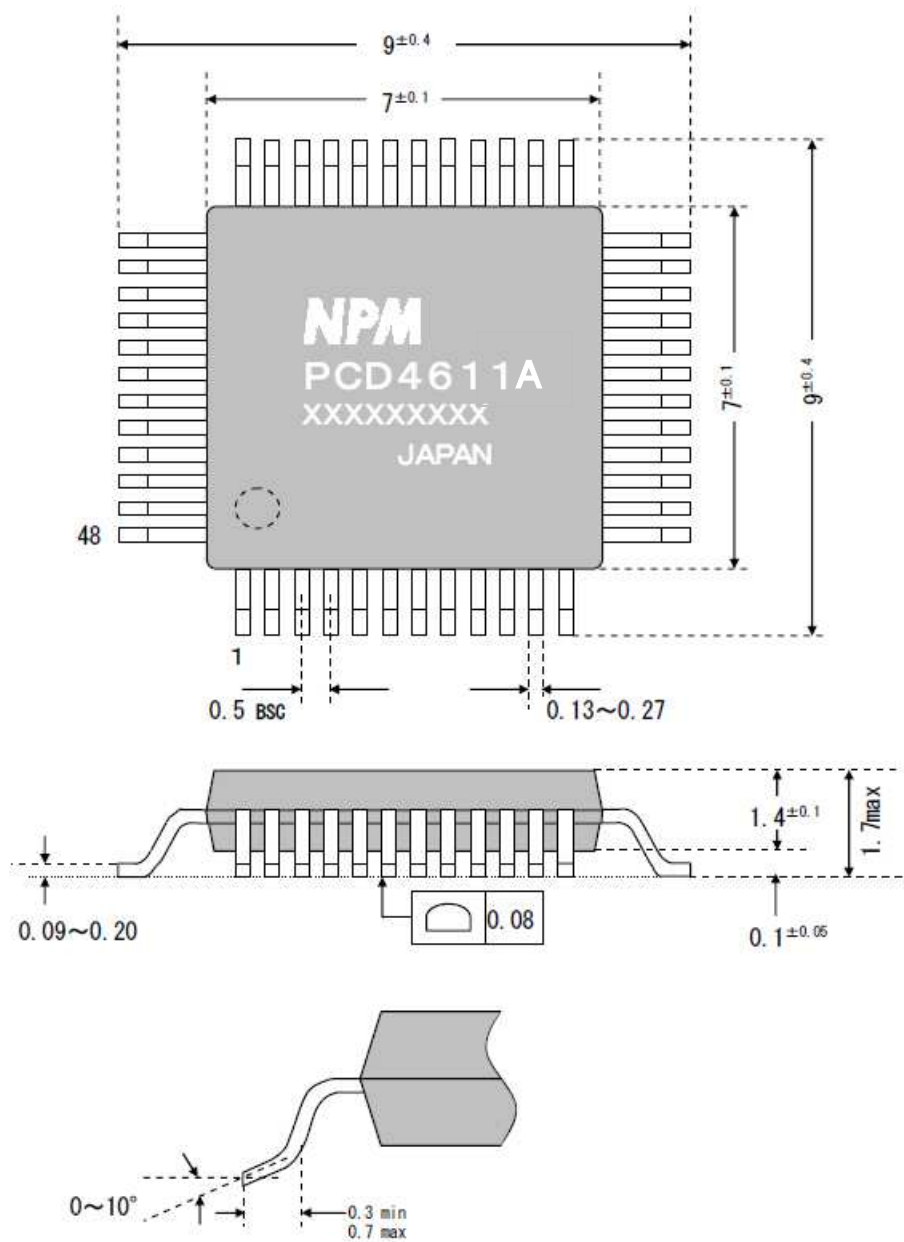 9±0.4
7±0.1
NPM
PCD4611A
XXXXXXXXX
JAPAN
7±0.1
9±0.4
48
1
0.5 BSC
0.13～0.27
1.4±0.1
1.7max
0.09～0.20
0.08
0.1±0.05
0～10°
0.3 min
0.7 max